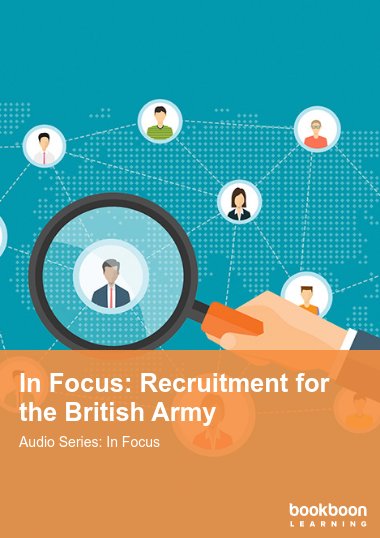 In Focus: Recruitment for
the British Army
Audio Series: In Focus
bookboon
LEARNING